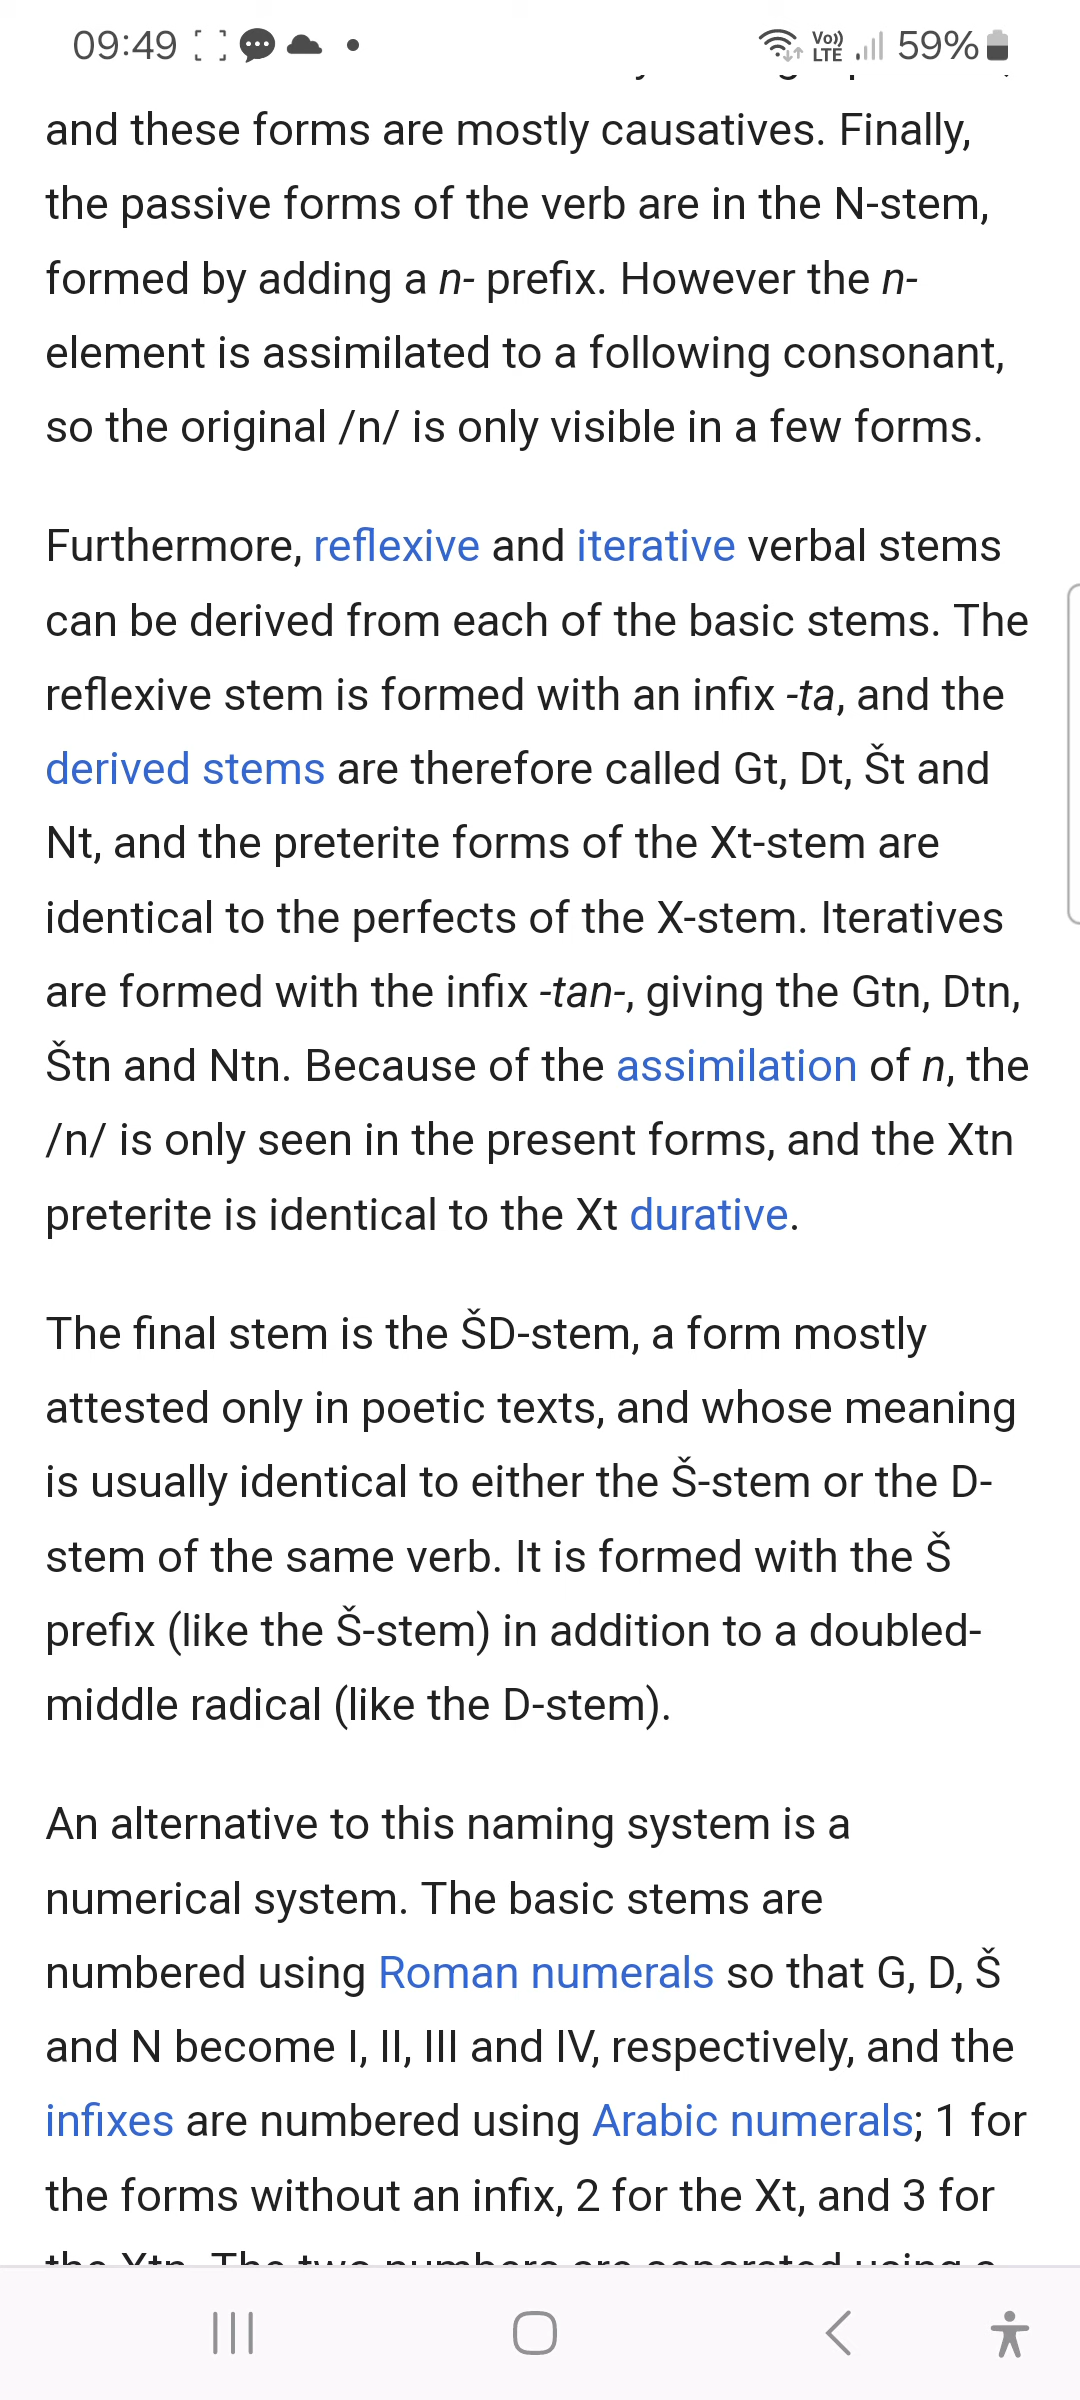 09:49
Vo)) LTE 59%
and these forms are mostly causatives. Finally,
the passive forms of the verb are in the N-stem,
formed by adding a n- prefix. However the n-
element is assimilated to a following consonant,
so the original /n/ is only visible in a few forms.
Furthermore, reflexive and iterative verbal stems
can be derived from each of the basic stems. The
reflexive stem is formed with an infix -ta, and the
derived stems are therefore called Gt, Dt, Št and
Nt, and the preterite forms of the Xt-stem are
identical to the perfects of the X-stem. Iteratives
are formed with the infix -tan-, giving the Gtn, Dtn,
Štn and Ntn. Because of the assimilation of n, the
/n/ is only seen in the present forms, and the Xtn
preterite is identical to the Xt durative.
The final stem is the ŠD-stem, a form mostly
attested only in poetic texts, and whose meaning
is usually identical to either the Š-stem or the D-
stem of the same verb. It is formed with the Š
prefix (like the Š-stem) in addition to a doubled-
middle radical (like the D-stem).
An alternative to this naming system is a
numerical system. The basic stems are
numbered using Roman numerals so that G, D, Š
and N become I, II, III and IV, respectively, and the
infixes are numbered using Arabic numerals; 1 for
the forms without an infix, 2 for the Xt, and 3 for
the Xtn. The two numbers are separated using a